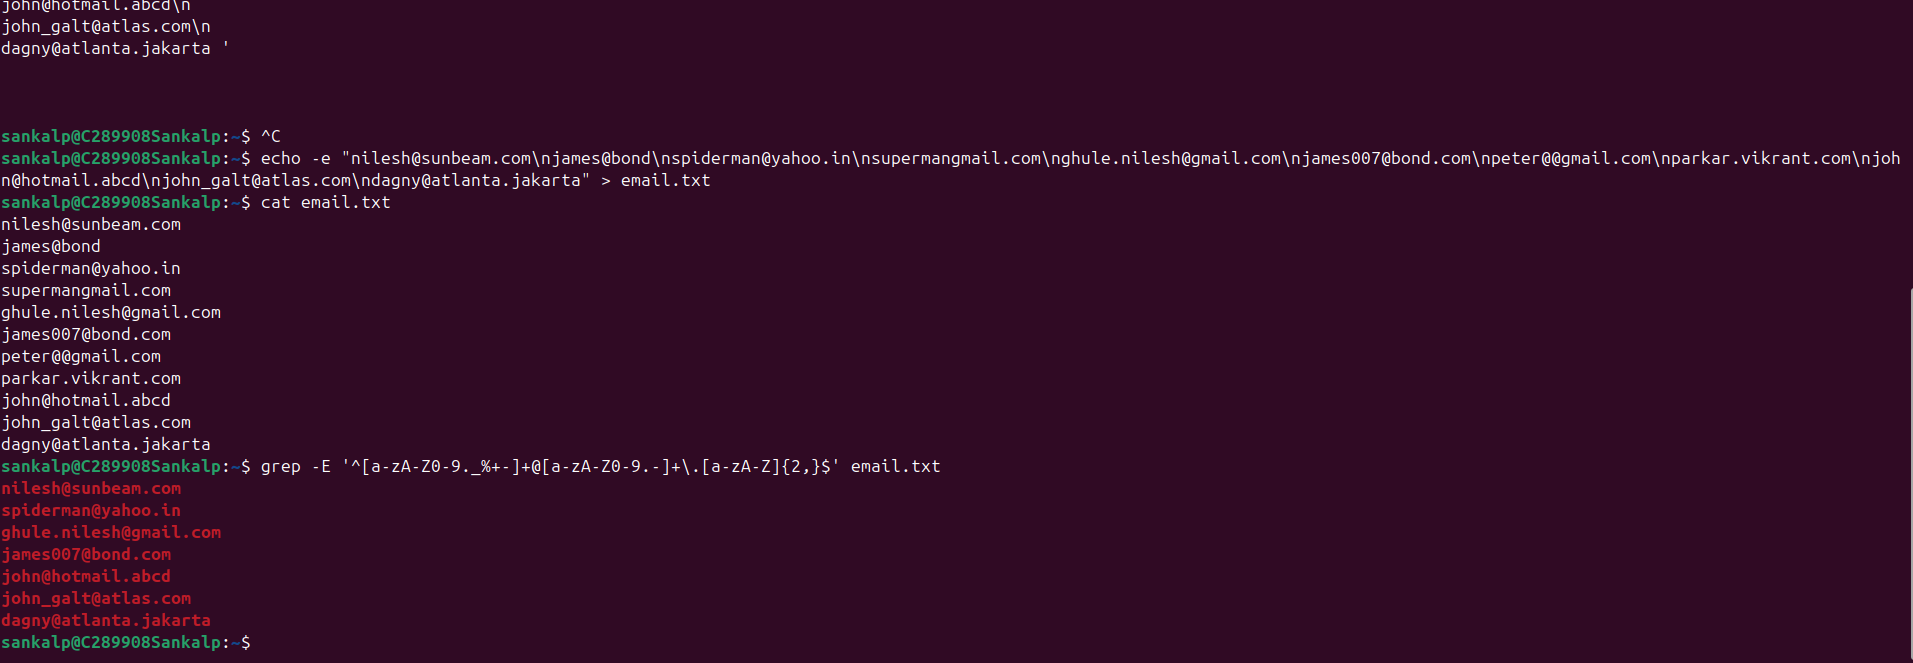 john@hotmail.abcd\n
john_galt@atlas.com\n
dagny@atlanta.jakarta '
sankalp@C289908Sankalp:~$ ^C
sankalp@C289908Sankalp:~$ echo -e "nilesh@sunbeam.com\njames@bond\nspiderman@yahoo.in\nsupermangmail.com\nghule.nilesh@gmail.com\njames007@bond.com\npeter@@gmail.com\nparkar.vikrant.com\njoh
n@hotmail.abcd\njohn_galt@atlas.com\ndagny@atlanta.jakarta" > email.txt
sankalp@C289908Sankalp:~$ cat email.txt
nilesh@sunbeam.com
james@bond
spiderman@yahoo.in
supermangmail.com
ghule.nilesh@gmail.com
james007@bond.com
peter@@gmail.com
parkar.vikrant.com
john@hotmail.abcd
john_galt@atlas.com
dagny@atlanta.jakarta
sankalp@C289908Sankalp:~$ grep -E '^[a-zA-Z0-9._%+-]+@[a-zA-Z0-9.-]+\.[a-zA-Z]{2,}$' email.txt
nilesh@sunbeam.com
spiderman@yahoo.in
ghule.nilesh@gmail.com
james007@bond.com
john@hotmail.abcd
john_galt@atlas.com
dagny@atlanta.jakarta
sankalp@C289908Sankalp:~$